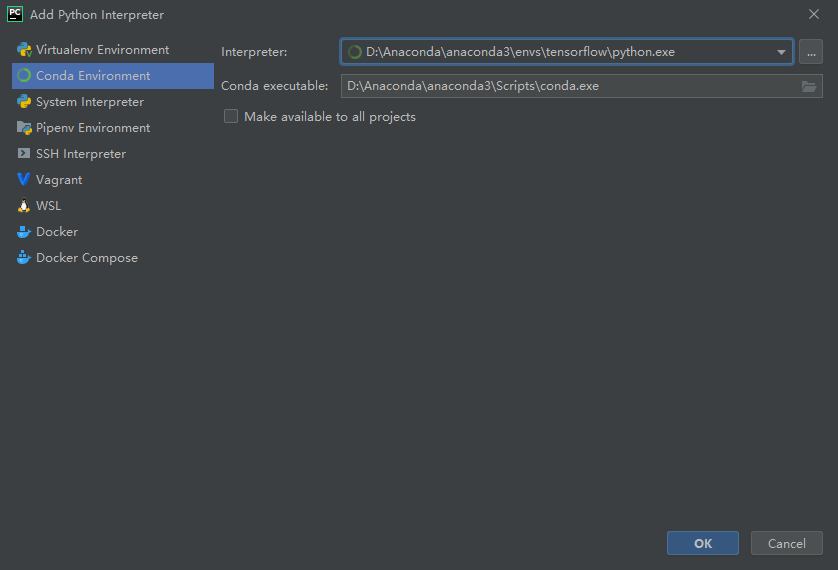 PC Add Python Interpreter
Virtualenv Environment
Conda Environment
System Interpreter
Pipenv Environment
SSH Interpreter
Vagrant
WSL
Docker
Docker Compose
Interpreter: D:\Anaconda\anaconda3\envs\tensorflow\python.exe ...
Conda executable: D:\Anaconda\anaconda3\Scripts\conda.exe
Make available to all projects
OK Cancel